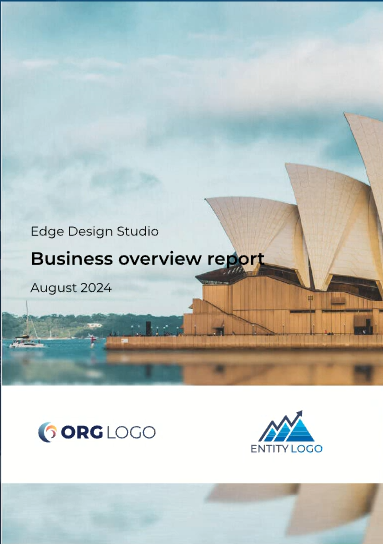 Edge Design Studio
Business overview report
August 2024
ORG LOGO
ENTITY LOGO